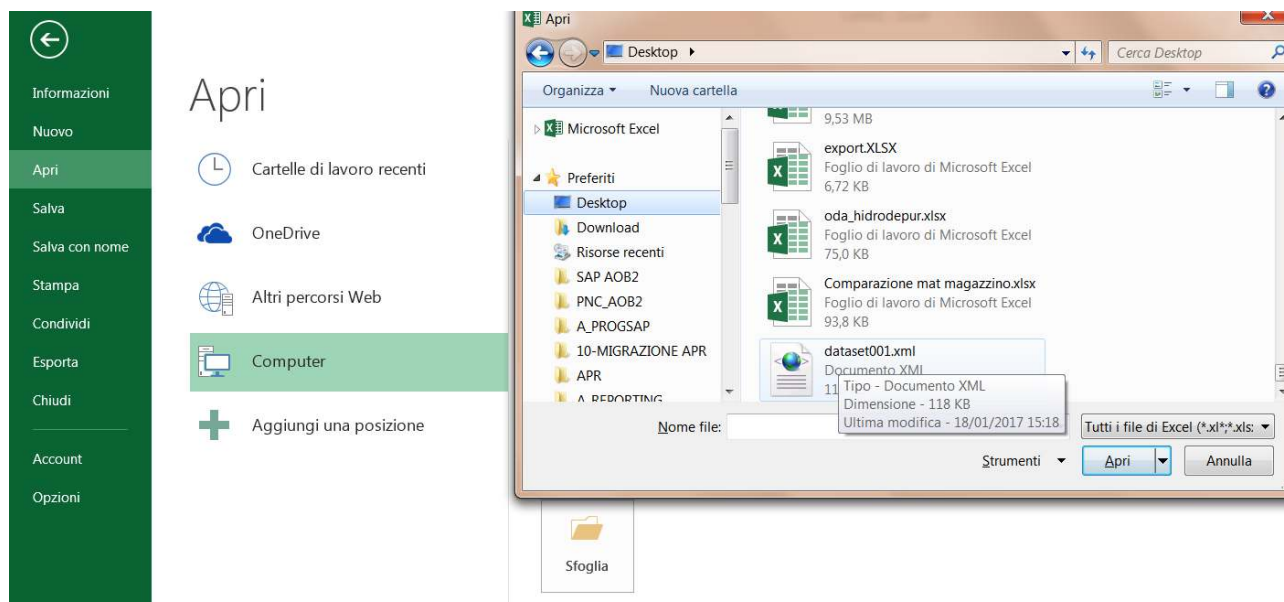 Informazioni
Nuovo
Apri
Salva
Salva con nome
Stampa
Condividi
Esporta
Chiudi
Account
Opzioni
Apri
Cartelle di lavoro recenti
OneDrive
Altri percorsi Web
Computer
Aggiungi una posizione
Apri
Desktop
Cerca Desktop
Organizza
Nuova cartella
Microsoft Excel
Preferiti
Desktop
Download
Risorse recenti
SAP AOB2
PNC_AOB2
A_PROGSAP
10-MIGRAZIONE APR
APR
A_REPORTING
9,53 MB
export.XLSX
Foglio di lavoro di Microsoft Excel
6,72 KB
oda_hidrodepur.xlsx
Foglio di lavoro di Microsoft Excel
75,0 KB
Comparazione mat magazzino.xlsx
Foglio di lavoro di Microsoft Excel
93,8 KB
dataset001.xml
Documento XML
11
Tipo - Documento XML
Dimensione - 118 KB
Ultima modifica - 18/01/2017 15:18
Nome file:
Tutti i file di Excel (*.xl*;*.xls:
Strumenti
Apri
Annulla
Sfoglia